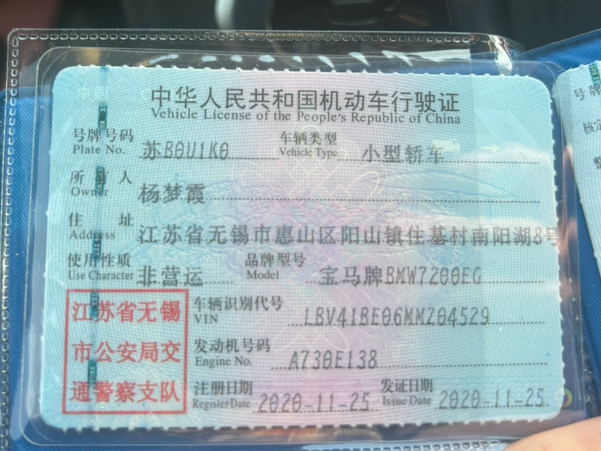 中华人民共和国机动车行驶证
Vehicle License of the People's Republic of China
号牌号码 Plate No. 苏B0U1K0 车辆类型 Vehicle Type 小型轿车
所有人 Owner 杨梦霞
住址 Address 江苏省无锡市惠山区阳山镇住基村南阳湖8号
使用性质 Use Character 非营运 品牌型号 Model 宝马牌BMW7200EG
江苏省无锡市公安局交通警察支队
车辆识别代号 VIN LBV41BE06MMZ04529
发动机号码 Engine No. A730E138
注册日期 Register Date 2020-11-25 发证日期 Issue Date 2020-11-25
号牌
核定
整